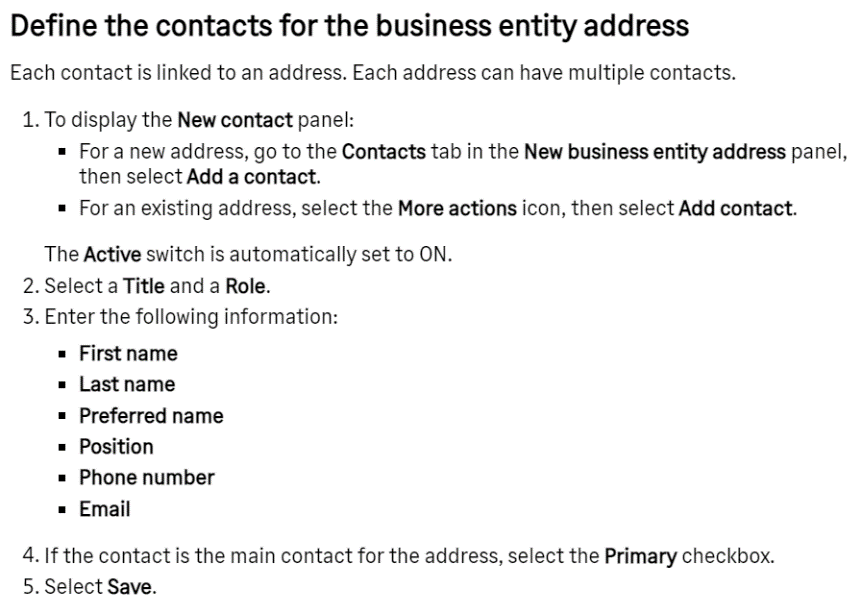 Define the contacts for the business entity address
Each contact is linked to an address. Each address can have multiple contacts.
1. To display the New contact panel:
▪ For a new address, go to the Contacts tab in the New business entity address panel,
then select Add a contact.
▪ For an existing address, select the More actions icon, then select Add contact.
The Active switch is automatically set to ON.
2. Select a Title and a Role.
3. Enter the following information:
▪ First name
▪ Last name
▪ Preferred name
▪ Position
▪ Phone number
▪ Email
4. If the contact is the main contact for the address, select the Primary checkbox.
5. Select Save.